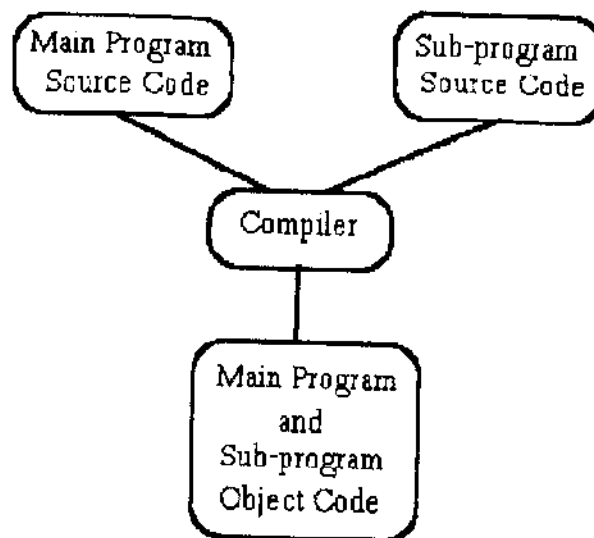 Main Program
Source Code
Sub-program
Source Code
Compiler
Main Program
and
Sub-program
Object Code